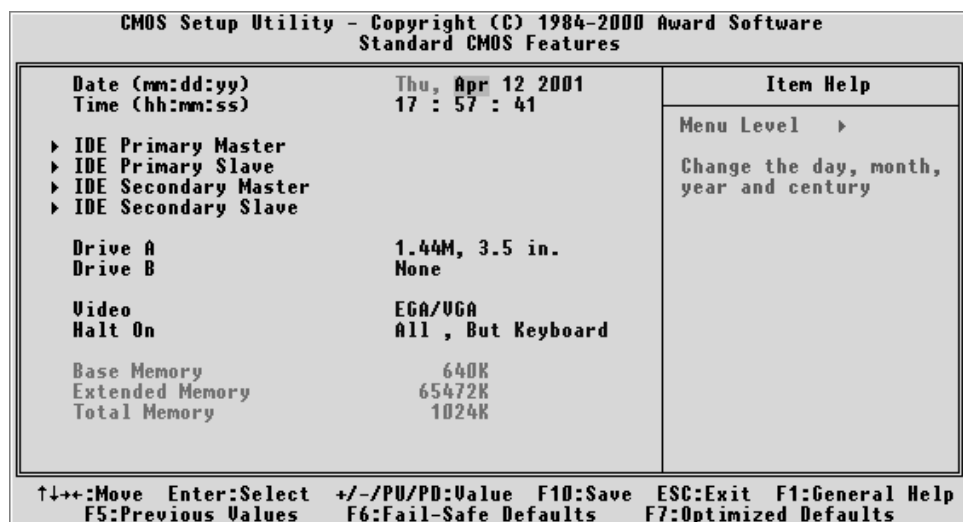 CMOS Setup Utility - Copyright (C) 1984-2000 Award Software
Standard CMOS Features
Date (mm:dd:yy) Thu, Apr 12 2001
Time (hh:mm:ss) 17 : 57 : 41
▸ IDE Primary Master
▸ IDE Primary Slave
▸ IDE Secondary Master
▸ IDE Secondary Slave
Drive A 1.44M, 3.5 in.
Drive B None
Video EGA/VGA
Halt On All , But Keyboard
Base Memory 640K
Extended Memory 65472K
Total Memory 1024K
Item Help
Menu Level ▸
Change the day, month,
year and century
↑↓→←:Move Enter:Select +/-/PU/PD:Value F10:Save ESC:Exit F1:General Help
F5:Previous Values F6:Fail-Safe Defaults F7:Optimized Defaults